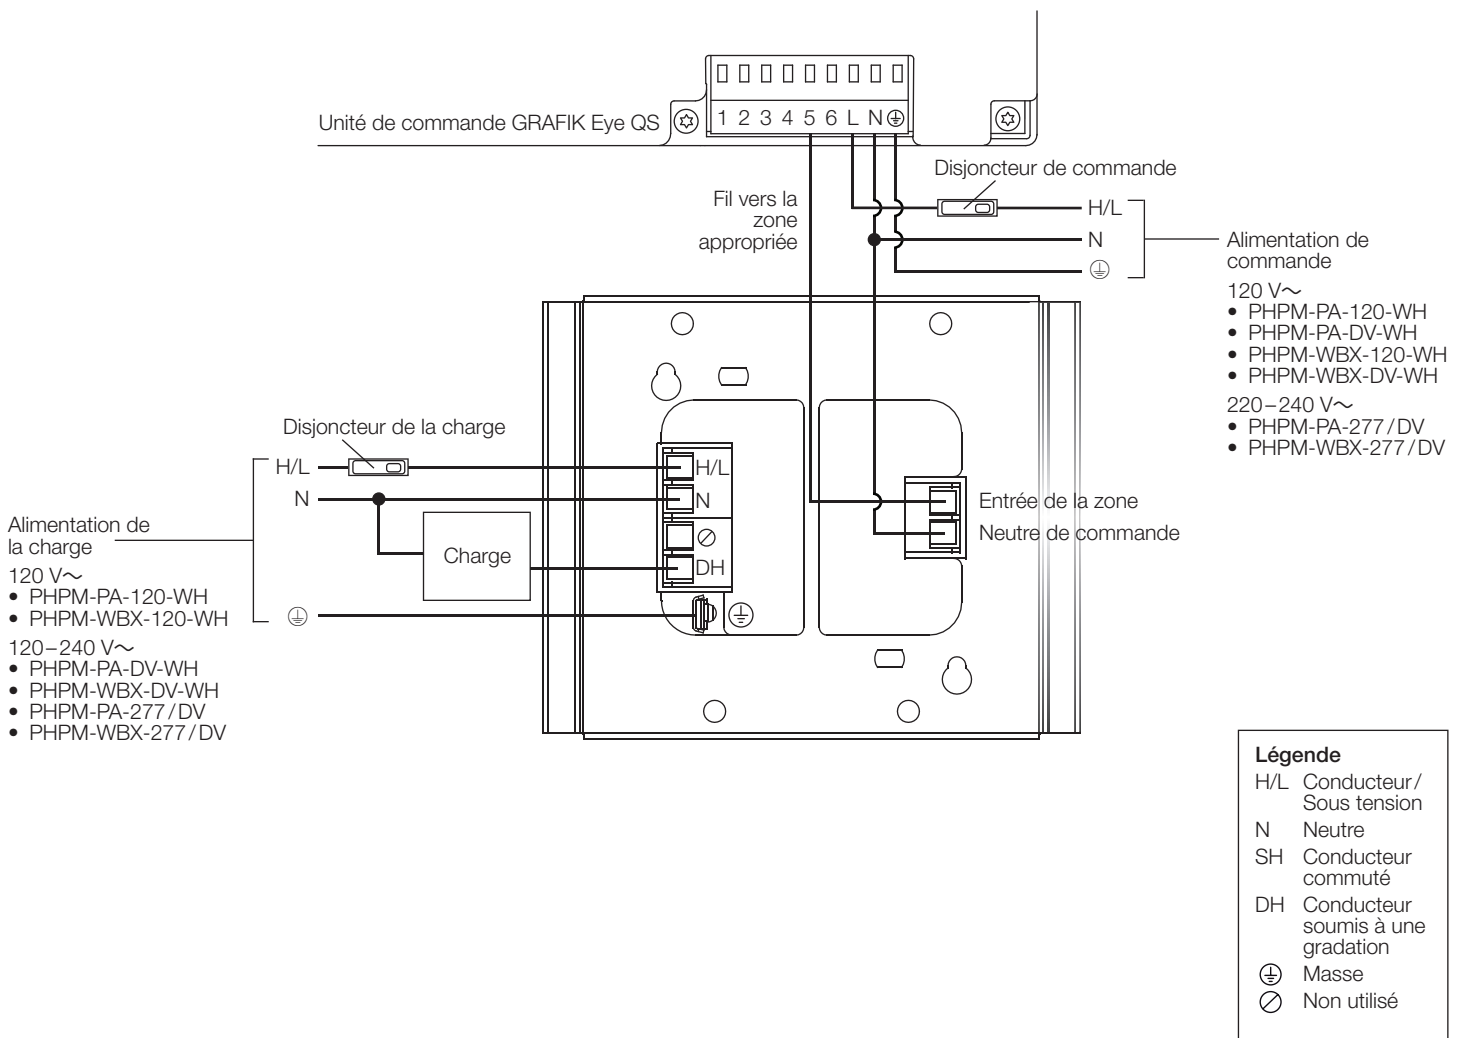 Unité de commande GRAFIK Eye QS
1 2 3 4 5 6 L N
Disjoncteur de commande
Fil vers la
zone
appropriée
H/L
N
Alimentation de
commande
120 V～
• PHPM-PA-120-WH
• PHPM-PA-DV-WH
• PHPM-WBX-120-WH
• PHPM-WBX-DV-WH
220–240 V～
• PHPM-PA-277/DV
• PHPM-WBX-277/DV
Disjoncteur de la charge
H/L
N
Alimentation de
la charge
120 V～
• PHPM-PA-120-WH
• PHPM-WBX-120-WH
120–240 V～
• PHPM-PA-DV-WH
• PHPM-WBX-DV-WH
• PHPM-PA-277/DV
• PHPM-WBX-277/DV
Charge
H/L
N
DH
Entrée de la zone
Neutre de commande
Légende
H/L Conducteur/
Sous tension
N Neutre
SH Conducteur
commuté
DH Conducteur
soumis à une
gradation
Masse
Non utilisé